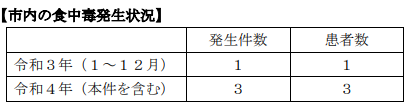 【市内の食中毒発生状況】
発生件数 患者数
令和３年（１～１２月） １ １
令和４年（本件を含む） ３ ３